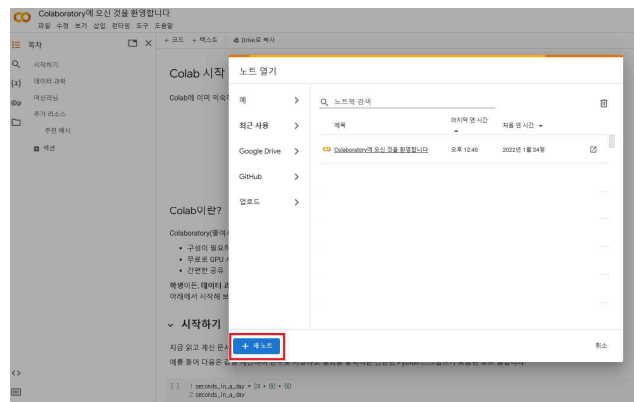 Colaboratory에 오신 것을 환영합니다
파일 수정 보기 삽입 런타임 도구 도움말
목차
+ 코드 + 텍스트 Drive로 복사
시작하기
데이터 과학
머신러닝
추가 리소스
추천 예시
섹션
Colab 시작
Colab에 이미 익숙
Colab이란?
Colaboratory(줄여서
구성이 필요하
무료로 GPU 사
간편한 공유
학생이든, 데이터 과
아래에서 시작해 보
시작하기
지금 읽고 계신 문서
[ ] 1 seconds_in_a_day = 24 * 60 * 60
2 seconds_in_a_day
노트 열기
예
최근 사용
Google Drive
GitHub
업로드
노트북 검색
제목 마지막 연 시간 처음 연 시간
Colaboratory에 오신 것을 환영합니다 오후 12:45 2022년 1월 24일
+ 새 노트
취소